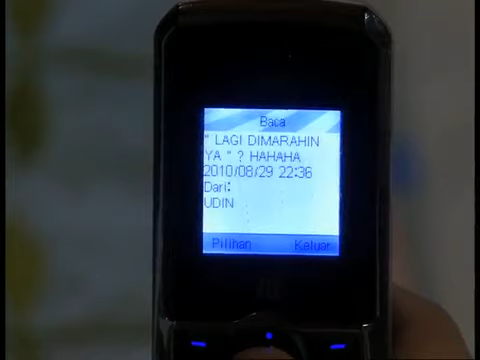 Baca
" LAGI DIMARAHIN
YA " ? HAHAHA
2010/08/29 22:36
Dari:
UDIN
Pilihan Keluar